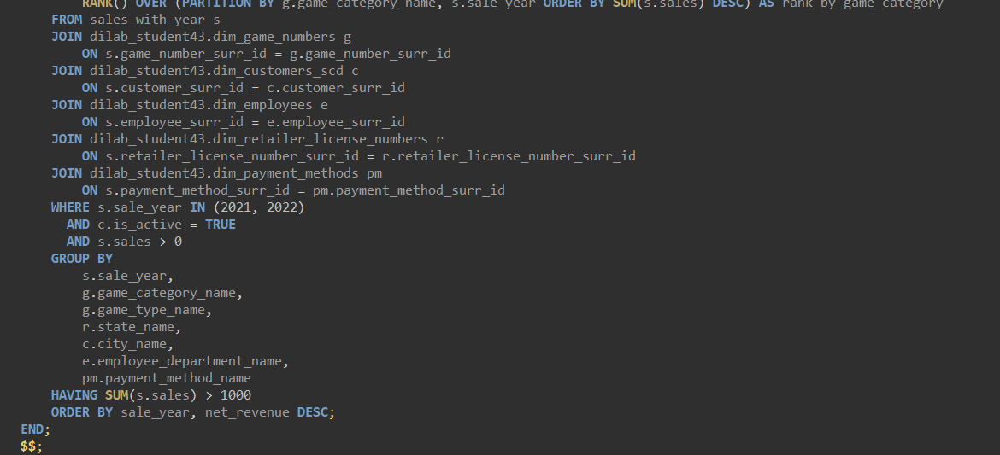 RANK() OVER (PARTITION BY g.game_category_name, s.sale_year ORDER BY SUM(s.sales) DESC) AS rank_by_game_category
FROM sales_with_year s
JOIN dilab_student43.dim_game_numbers g
ON s.game_number_surr_id = g.game_number_surr_id
JOIN dilab_student43.dim_customers_scd c
ON s.customer_surr_id = c.customer_surr_id
JOIN dilab_student43.dim_employees e
ON s.employee_surr_id = e.employee_surr_id
JOIN dilab_student43.dim_retailer_license_numbers r
ON s.retailer_license_number_surr_id = r.retailer_license_number_surr_id
JOIN dilab_student43.dim_payment_methods pm
ON s.payment_method_surr_id = pm.payment_method_surr_id
WHERE s.sale_year IN (2021, 2022)
AND c.is_active = TRUE
AND s.sales > 0
GROUP BY
s.sale_year,
g.game_category_name,
g.game_type_name,
r.state_name,
c.city_name,
e.employee_department_name,
pm.payment_method_name
HAVING SUM(s.sales) > 1000
ORDER BY sale_year, net_revenue DESC;
END;
$$;